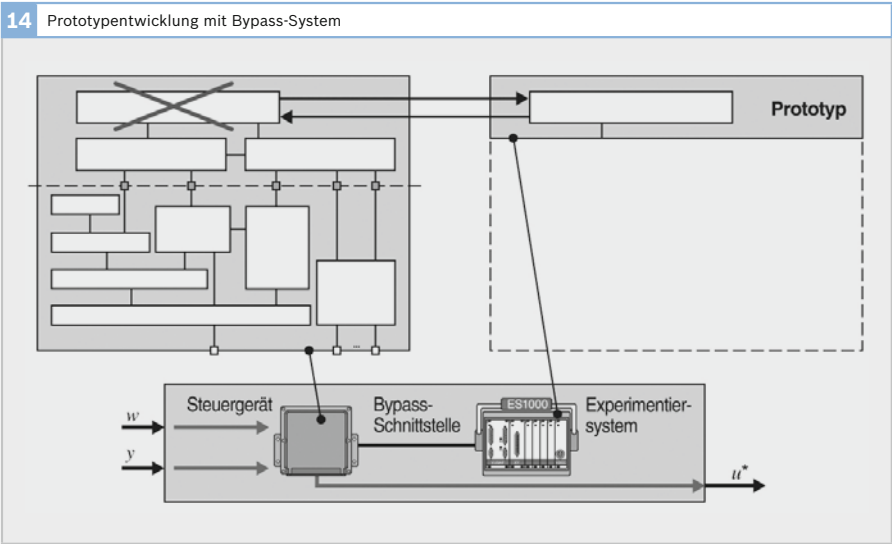 14 Prototypentwicklung mit Bypass-System
Prototyp
...
Steuergerät
Bypass-
Schnittstelle
ES1000
Experimentier-
system
w
y
u*